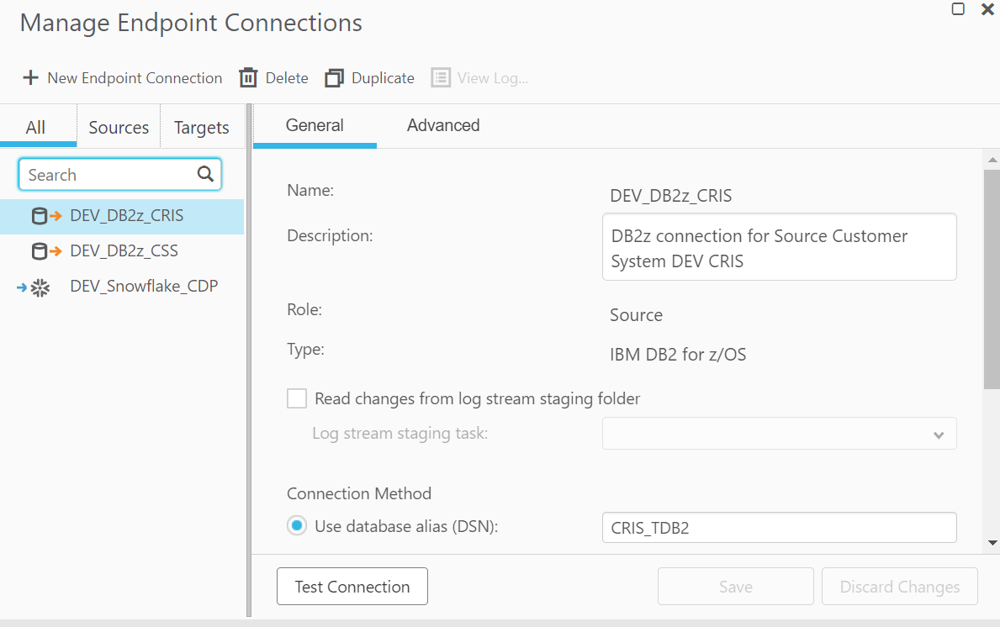 Manage Endpoint Connections
New Endpoint Connection Delete Duplicate View Log...
All Sources Targets
Search
DEV_DB2z_CRIS
DEV_DB2z_CSS
DEV_Snowflake_CDP
General Advanced
Name: DEV_DB2z_CRIS
Description: DB2z connection for Source Customer
System DEV CRIS
Role: Source
Type: IBM DB2 for z/OS
Read changes from log stream staging folder
Log stream staging task:
Connection Method
Use database alias (DSN): CRIS_TDB2
Test Connection Save Discard Changes